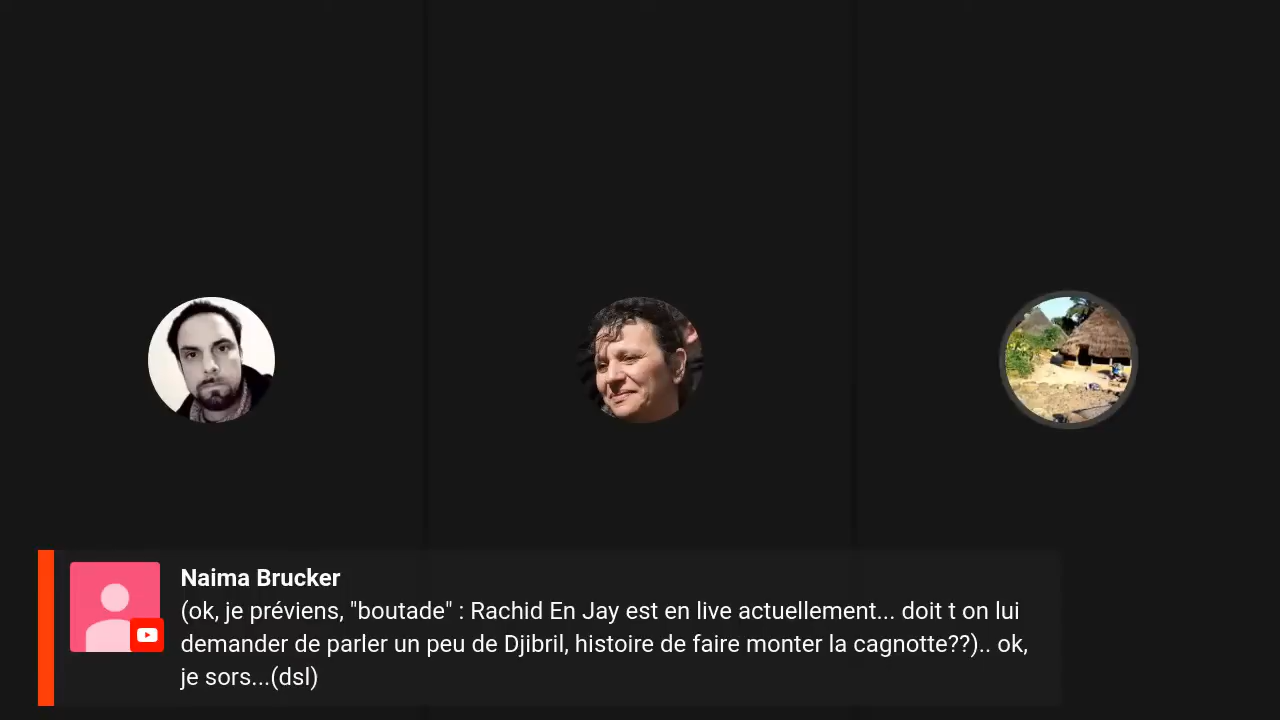 Naima Brucker
(ok, je préviens, "boutade" : Rachid En Jay est en live actuellement... doit t on lui
demander de parler un peu de Djibril, histoire de faire monter la cagnotte??).. ok,
je sors...(dsl)